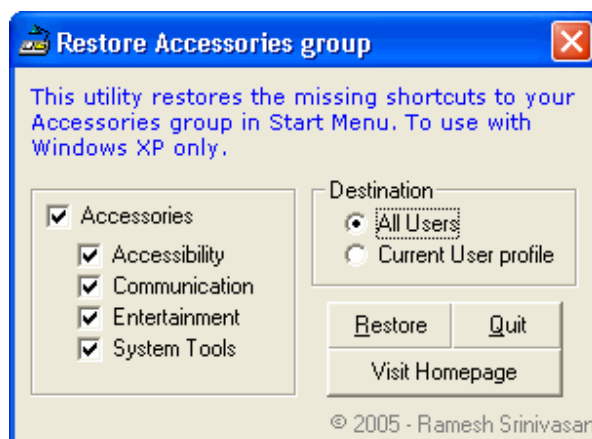 Restore Accessories group
This utility restores the missing shortcuts to your
Accessories group in Start Menu. To use with
Windows XP only.
Accessories
Accessibility
Communication
Entertainment
System Tools
Destination
All Users
Current User profile
Restore
Quit
Visit Homepage
© 2005 - Ramesh Srinivasan